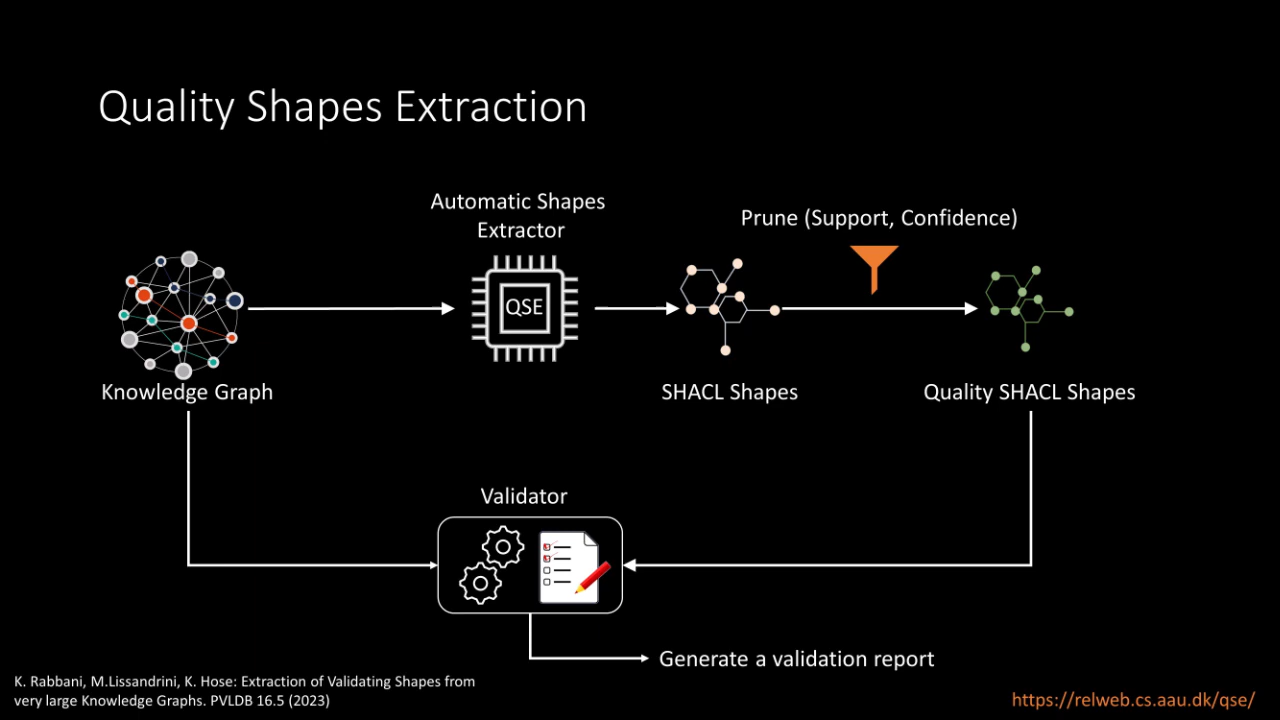 Quality Shapes Extraction
Automatic Shapes
Extractor
Prune (Support, Confidence)
QSE
Knowledge Graph
SHACL Shapes
Quality SHACL Shapes
Validator
Generate a validation report
K. Rabbani, M.Lissandrini, K. Hose: Extraction of Validating Shapes from
very large Knowledge Graphs. PVLDB 16.5 (2023)
https://relweb.cs.aau.dk/qse/